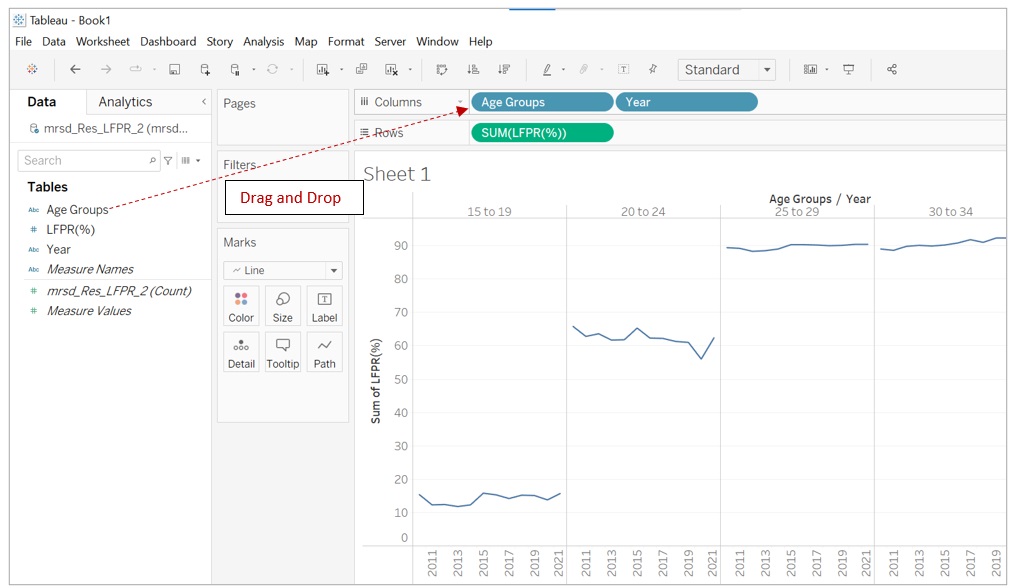 Tableau - Book1
File Data Worksheet Dashboard Story Analysis Map Format Server Window Help
Standard
Data Analytics
mrsd_Res_LFPR_2 (mrsd...
Search
Tables
Abc Age Groups
# LFPR(%)
Abc Year
Abc Measure Names
# mrsd_Res_LFPR_2 (Count)
# Measure Values
Pages
Filters
Drag and Drop
Marks
Line
Color Size Label
Detail Tooltip Path
Columns Age Groups Year
Rows SUM(LFPR(%))
Sheet 1
Age Groups / Year
15 to 19 20 to 24 25 to 29 30 to 34
Sum of LFPR(%)
90
80
70
60
50
40
30
20
10
0
2011 2013 2015 2017 2019 2021 2011 2013 2015 2017 2019 2021 2011 2013 2015 2017 2019 2021 2011 2013 2015 2017 2019